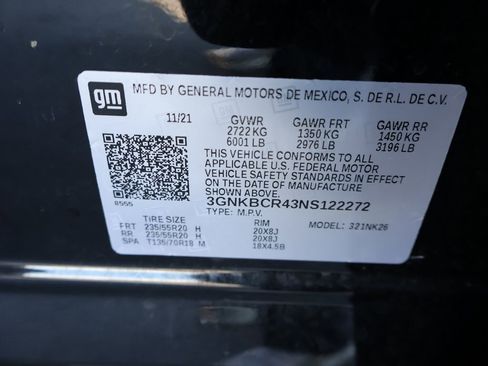 gm
MFD BY GENERAL MOTORS DE MEXICO, S. DE R.L. DE C.V.
11/21 GVWR GAWR FRT GAWR RR
2722 KG 1350 KG 1450 KG
6001 LB 2976 LB 3196 LB
THIS VEHICLE CONFORMS TO ALL
APPLICABLE U.S. FEDERAL MOTOR
VEHICLE SAFETY STANDARDS IN EFFECT
ON THE DATE OF MANUFACTURE
SHOWN ABOVE.
8555 3GNKBCR43NS122272
TYPE: M.P.V. MODEL: 321NK26
TIRE SIZE RIM
FRT 235/55R20 H 20X8J
RR 235/55R20 H 20X8J
SPA T135/70R18 M 18X4.5B